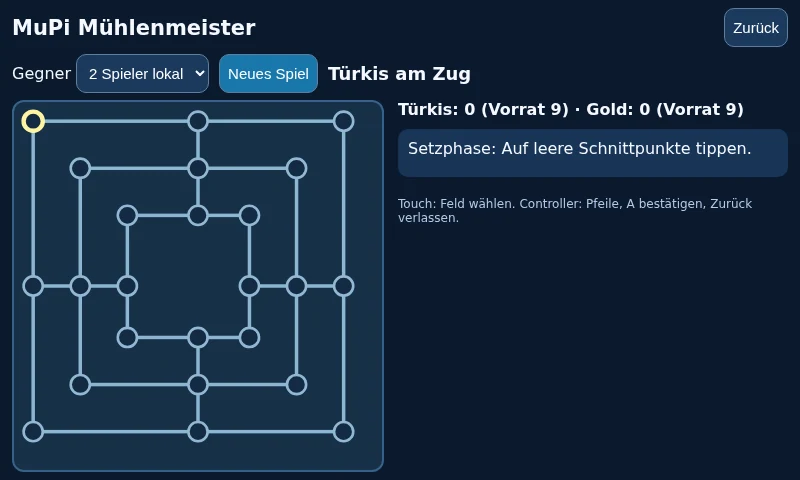 MuPi Mühlenmeister
Zurück
Gegner 2 Spieler lokal Neues Spiel Türkis am Zug
Türkis: 0 (Vorrat 9) · Gold: 0 (Vorrat 9)
Setzphase: Auf leere Schnittpunkte tippen.
Touch: Feld wählen. Controller: Pfeile, A bestätigen, Zurück
verlassen.